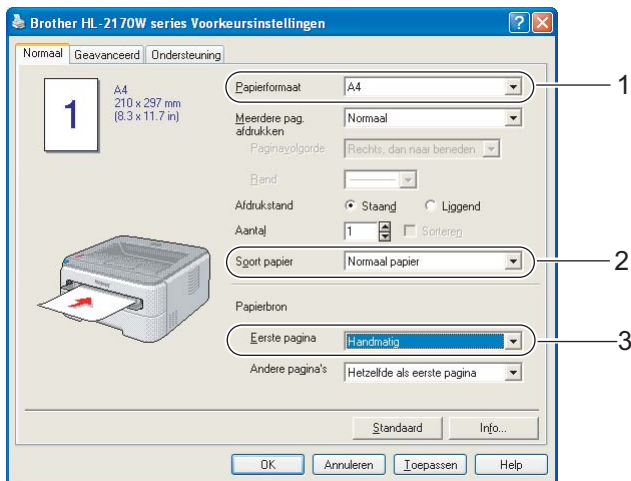 Brother HL-2170W series Voorkeursinstellingen
Normaal Geavanceerd Ondersteuning
1
A4
210 x 297 mm
(8.3 x 11.7 in)
Papierformaat A4 1
Meerdere pag. afdrukken Normaal
Paginavolgorde Rechts, dan naar beneden
Rand
Afdrukstand Staand Liggend
Aantal 1 Sorteren
Soort papier Normaal papier 2
Papierbron
Eerste pagina Handmatig 3
Andere pagina's Hetzelfde als eerste pagina
Standaard Info...
OK Annuleren Toepassen Help